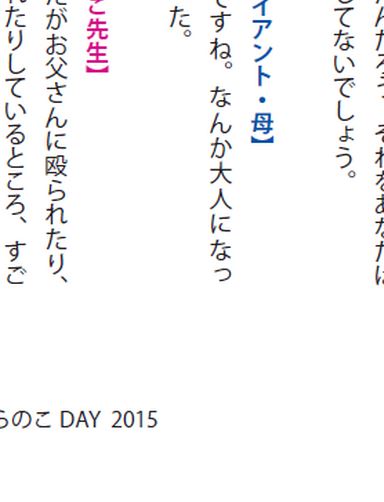 んだろう。それをあなたは
してないでしょう。
イアント・母】
ですね。なんか大人になっ
た。
こ先生】
たがお父さんに殴られたり、
れたりしているところ、すご
らのこ DAY 2015